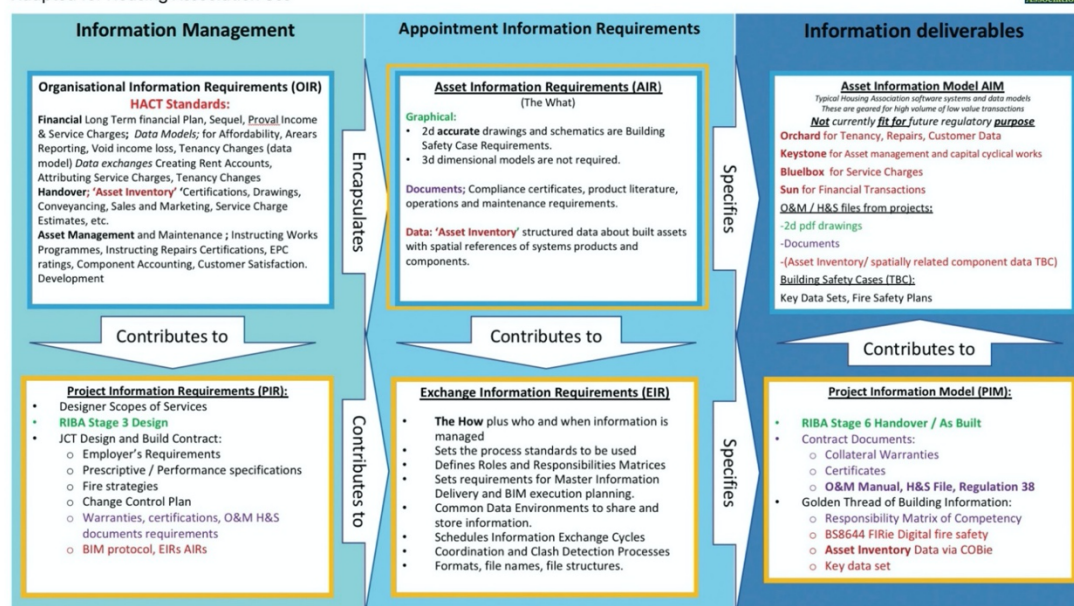 Information Management
Organisational Information Requirements (OIR)
HACT Standards:
Financial Long Term financial Plan, Sequel, Proval Income
& Service Charges; Data Models; for Affordability, Arears
Reporting, Void income loss, Tenancy Changes (data
model) Data exchanges Creating Rent Accounts,
Attributing Service Charges, Tenancy Changes
Handover; 'Asset Inventory' 'Certifications, Drawings,
Conveyancing, Sales and Marketing, Service Charge
Estimates, etc.
Asset Management and Maintenance ; Instructing Works
Programmes, Instructing Repairs Certifications, EPC
ratings, Component Accounting, Customer Satisfaction.
Development
Contributes to
Project Information Requirements (PIR):
• Designer Scopes of Services
• RIBA Stage 3 Design
• JCT Design and Build Contract:
o Employer's Requirements
o Prescriptive / Performance specifications
o Fire strategies
o Change Control Plan
o Warranties, certifications, O&M H&S
documents requirements
o BIM protocol, EIRs AIRs
Encapsulates
Contributes to
Appointment Information Requirements
Asset Information Requirements (AIR)
(The What)
Graphical:
• 2d accurate drawings and schematics are Building
Safety Case Requirements.
• 3d dimensional models are not required.
Documents; Compliance certificates, product literature,
operations and maintenance requirements.
Data: 'Asset Inventory' structured data about built assets
with spatial references of systems products and
components.
Contributes to
Exchange Information Requirements (EIR)
• The How plus who and when information is
managed
• Sets the process standards to be used
• Defines Roles and Responsibilities Matrices
• Sets requirements for Master Information
Delivery and BIM execution planning.
• Common Data Environments to share and
store information.
• Schedules Information Exchange Cycles
• Coordination and Clash Detection Processes
• Formats, file names, file structures.
Specifies
Specifies
Information deliverables
Asset Information Model AIM
Typical Housing Association software systems and data models
These are geared for high volume of low value transactions
Not currently fit for future regulatory purpose
Orchard for Tenancy, Repairs, Customer Data
Keystone for Asset management and capital cyclical works
Bluelbox for Service Charges
Sun for Financial Transactions
O&M / H&S files from projects;
-2d pdf drawings
-Documents
-(Asset Inventory/ spatially related component data TBC)
Building Safety Cases (TBC):
Key Data Sets, Fire Safety Plans
Contributes to
Project Information Model (PIM):
• RIBA Stage 6 Handover / As Built
• Contract Documents:
o Collateral Warranties
o Certificates
o O&M Manual, H&S File, Regulation 38
• Golden Thread of Building Information:
o Responsibility Matrix of Competency
o BS8644 FIRie Digital fire safety
o Asset Inventory Data via COBie
o Key data set